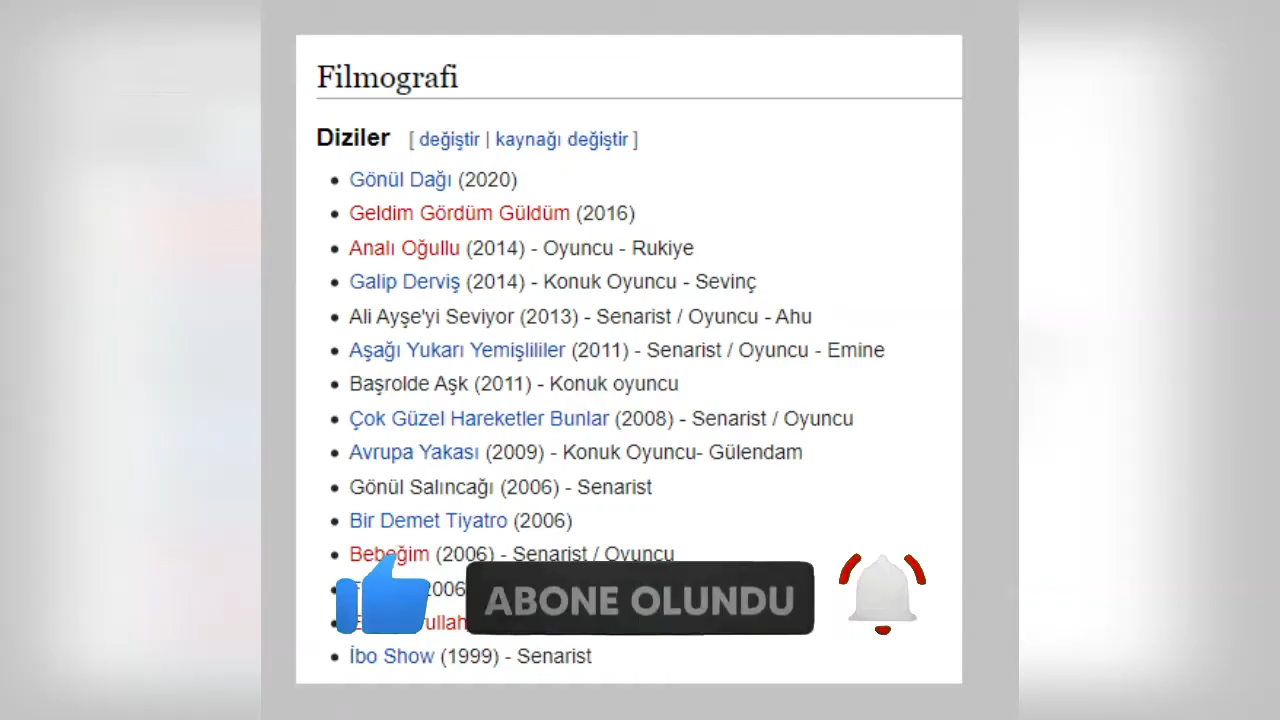 Filmografi
Diziler [ değiştir | kaynağı değiştir ]
Gönül Dağı (2020)
Geldim Gördüm Güldüm (2016)
Analı Oğullu (2014) - Oyuncu - Rukiye
Galip Derviş (2014) - Konuk Oyuncu - Sevinç
Ali Ayşe'yi Seviyor (2013) - Senarist / Oyuncu - Ahu
Aşağı Yukarı Yemişlililer (2011) - Senarist / Oyuncu - Emine
Başrolde Aşk (2011) - Konuk oyuncu
Çok Güzel Hareketler Bunlar (2008) - Senarist / Oyuncu
Avrupa Yakası (2009) - Konuk Oyuncu- Gülendam
Gönül Salıncağı (2006) - Senarist
Bir Demet Tiyatro (2006)
Bebeğim (2006) - Senarist / Oyuncu
ABONE OLUNDU
İbo Show (1999) - Senarist